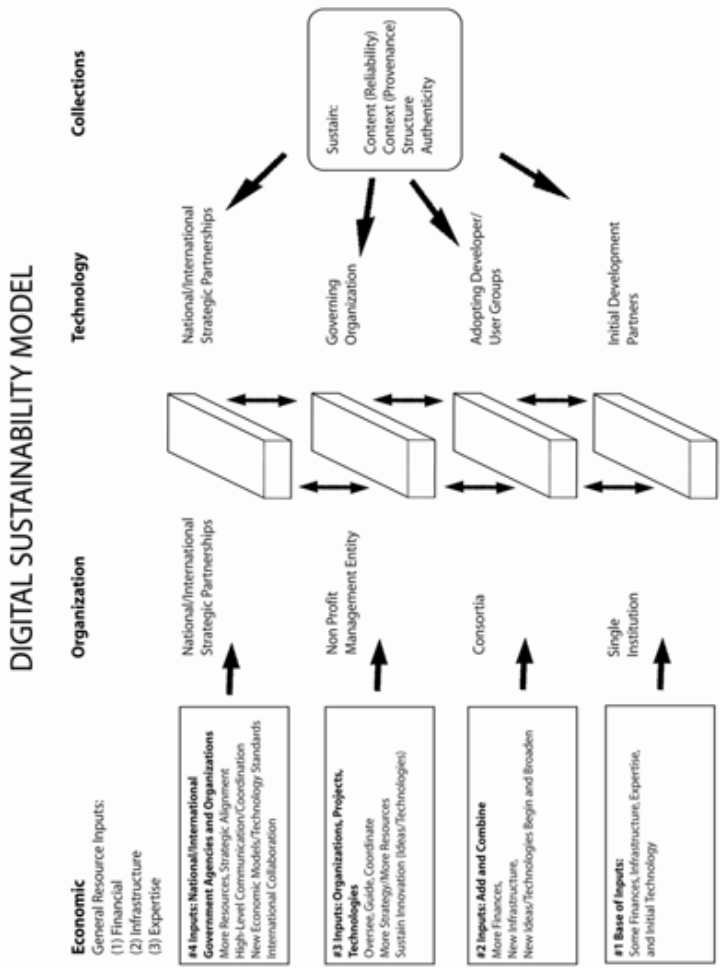 DIGITAL SUSTAINABILITY MODEL
Economic
General Resource Inputs:
(1) Financial
(2) Infrastructure
(3) Expertise
Organization
Technology
Collections
#4 Inputs: National/International
Government Agencies and Organizations
More Resources, Strategic Alignment
High-Level Communication/Coordination
New Economic Models/Technology Standards
International Collaboration
National/International
Strategic Partnerships
National/International
Strategic Partnerships
#3 Inputs: Organizations, Projects,
Technologies
Oversee, Guide, Coordinate
More Strategy/More Resources
Sustain Innovation (Ideas/Technologies)
Non Profit
Management Entity
Governing
Organization
#2 Inputs: Add and Combine
More Finances,
New Infrastructure,
New Ideas/Technologies Begin and Broaden
Consortia
Adopting Developer/
User Groups
#1 Base of Inputs:
Some Finances, Infrastructure, Expertise,
and Initial Technology
Single
Institution
Initial Development
Partners
Sustain:
Content (Reliability)
Context (Provenance)
Structure
Authenticity